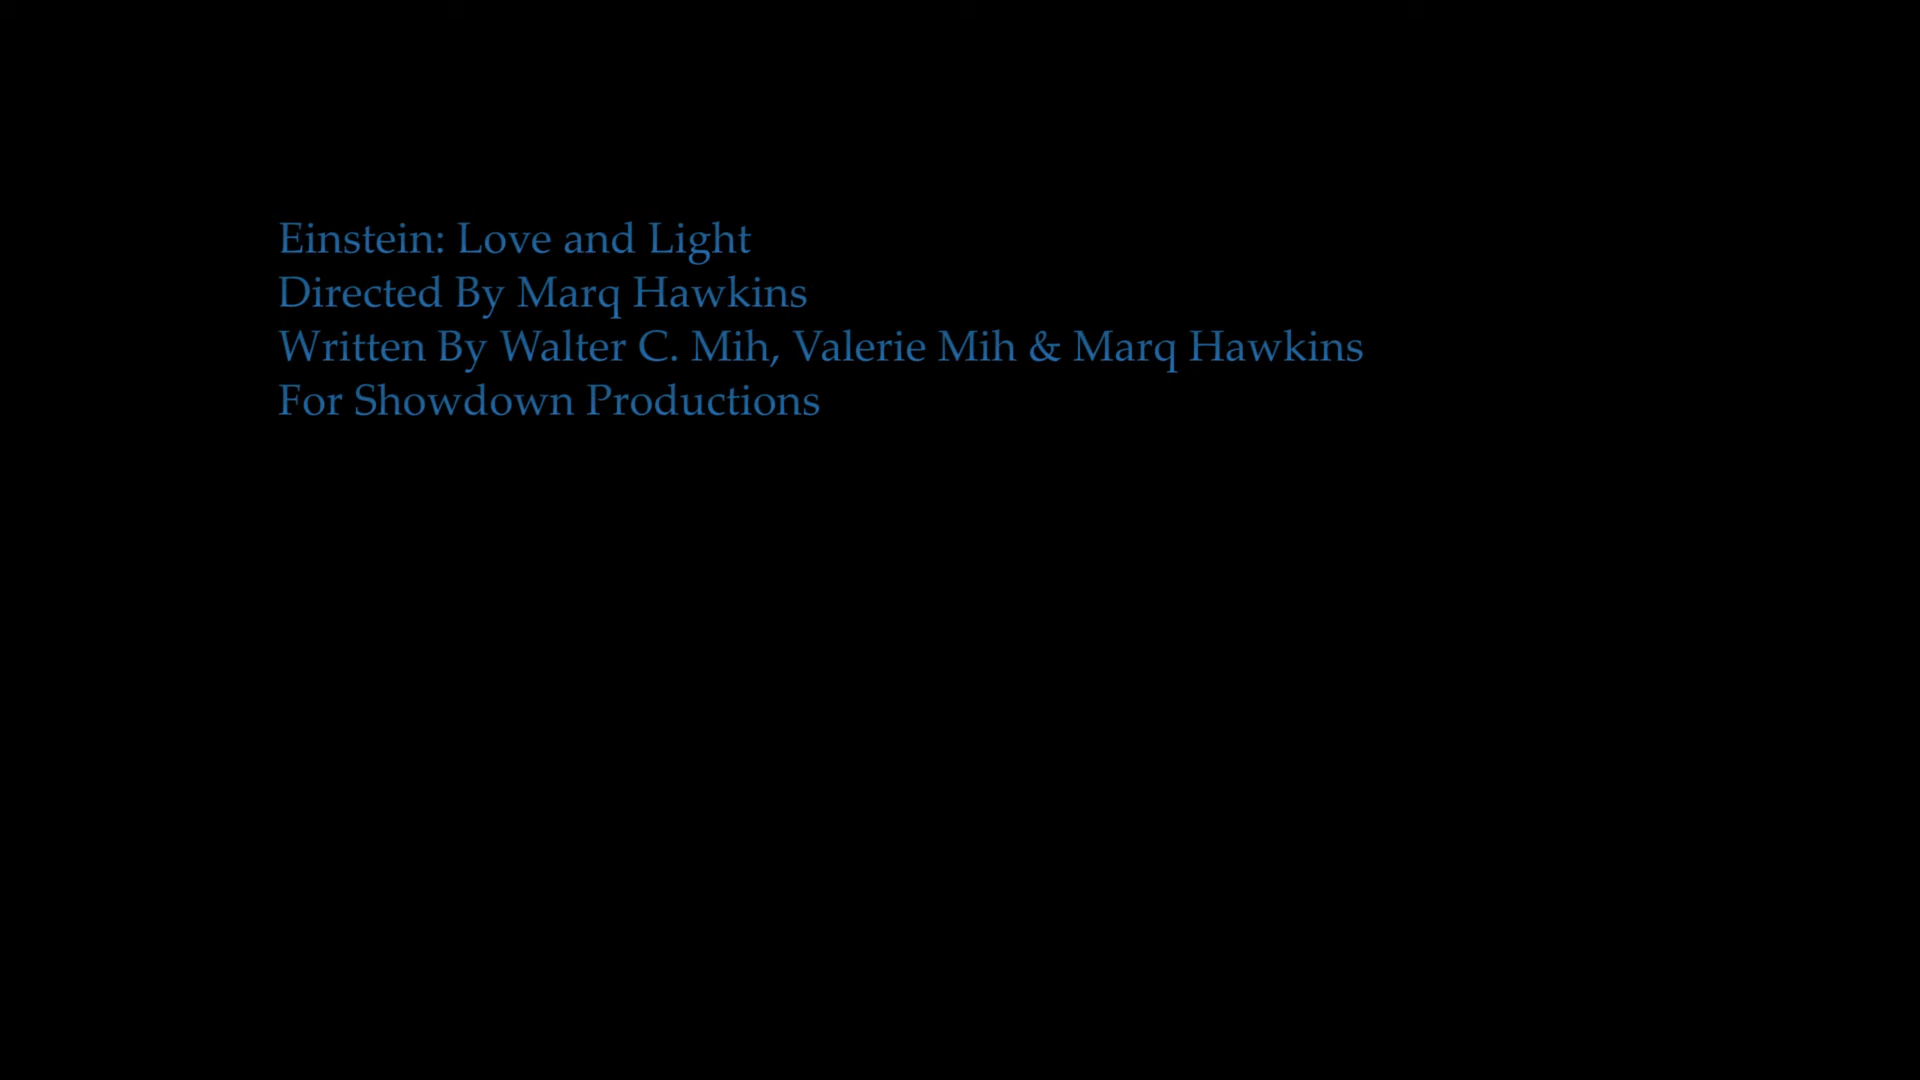 Einstein: Love and Light
Directed By Marq Hawkins
Written By Walter C. Mih, Valerie Mih & Marq Hawkins
For Showdown Productions